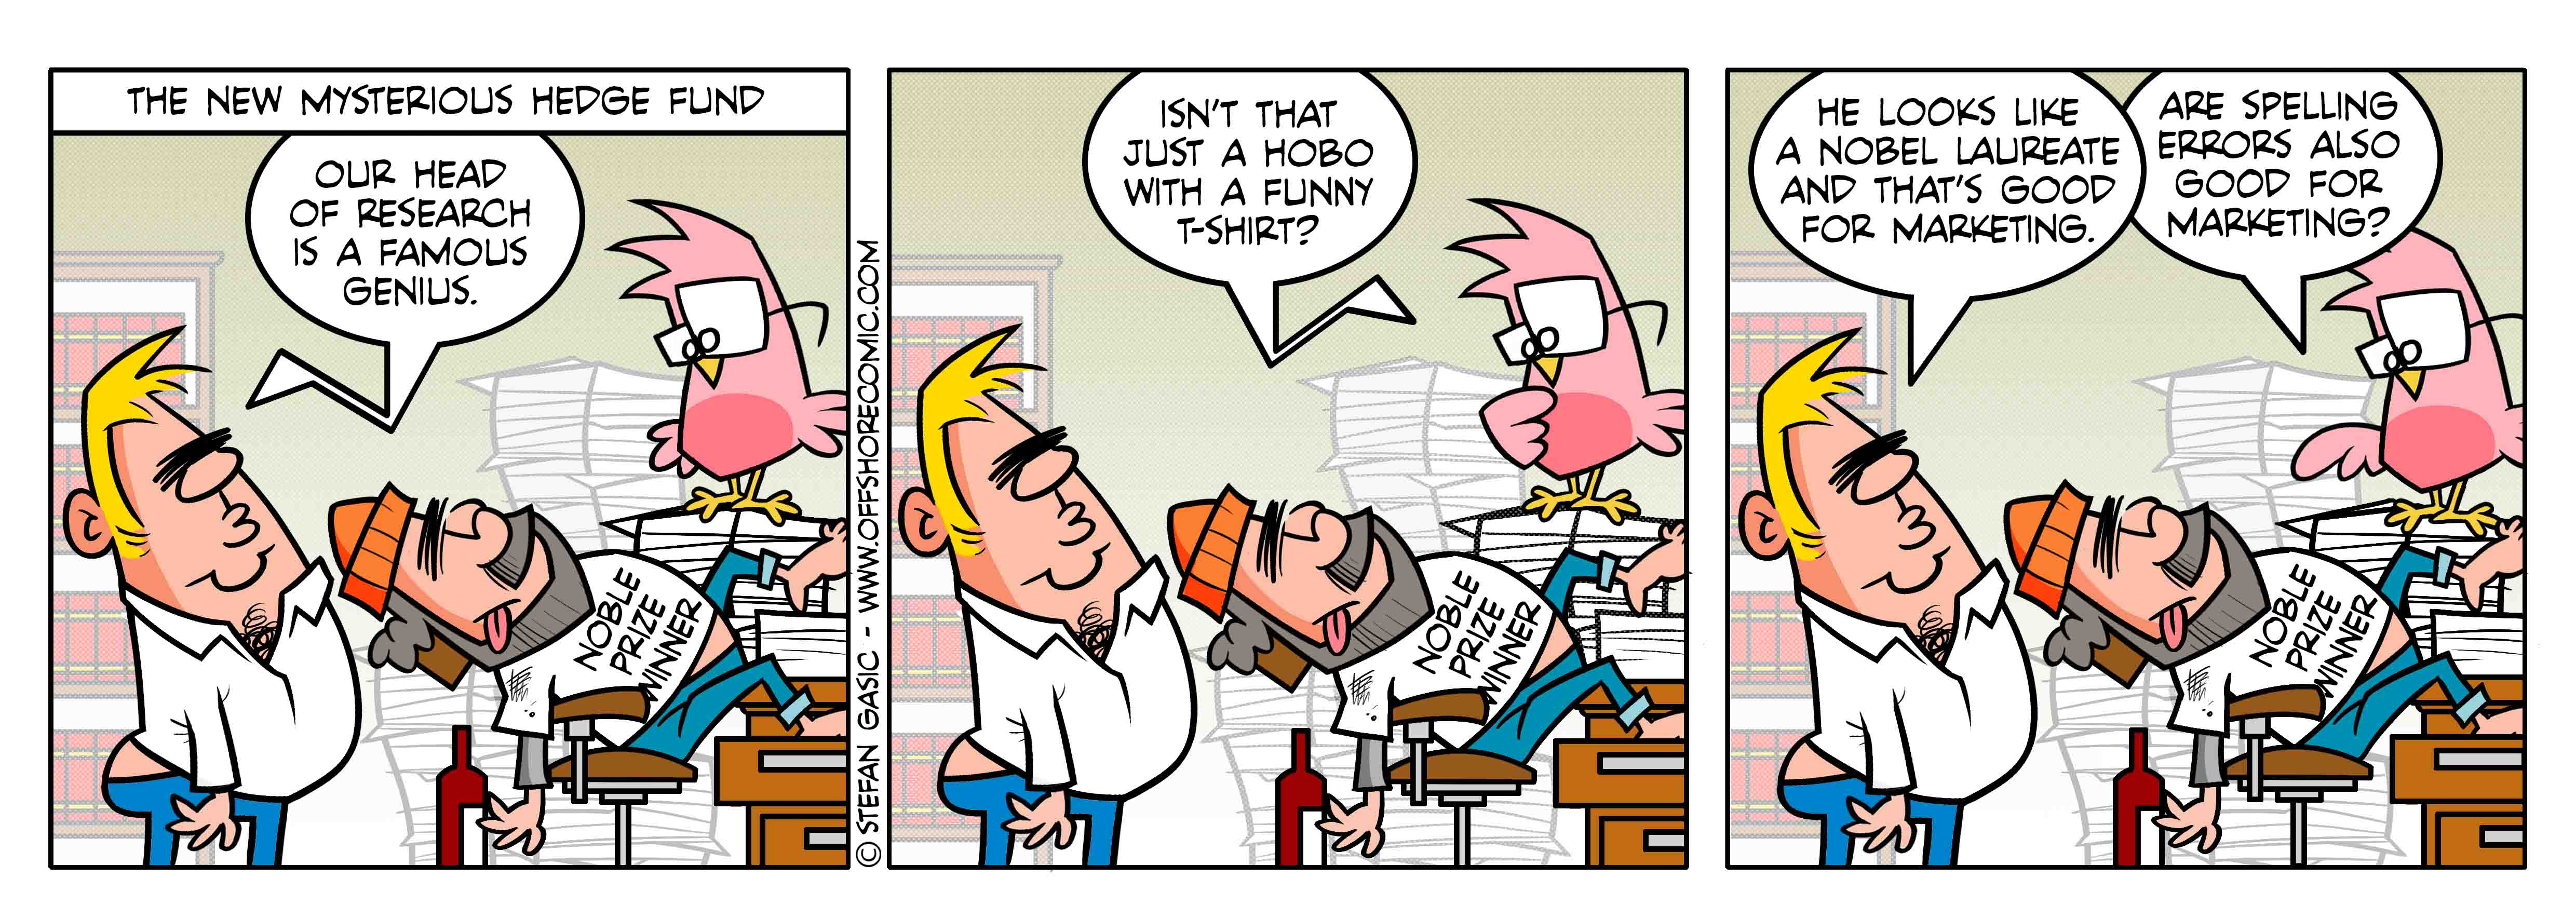 THE NEW MYSTERIOUS HEDGE FUND
OUR HEAD
OF RESEARCH
IS A FAMOUS
GENIUS.
NOBLE
PRIZE
WINNER
© STEFAN GASIC - WWW.OFFSHORECOMIC.COM
ISN'T THAT
JUST A HOBO
WITH A FUNNY
T-SHIRT?
NOBLE
PRIZE
WINNER
HE LOOKS LIKE
A NOBEL LAUREATE
AND THAT'S GOOD
FOR MARKETING.
ARE SPELLING
ERRORS ALSO
GOOD FOR
MARKETING?
NOBLE
PRIZE
WINNER